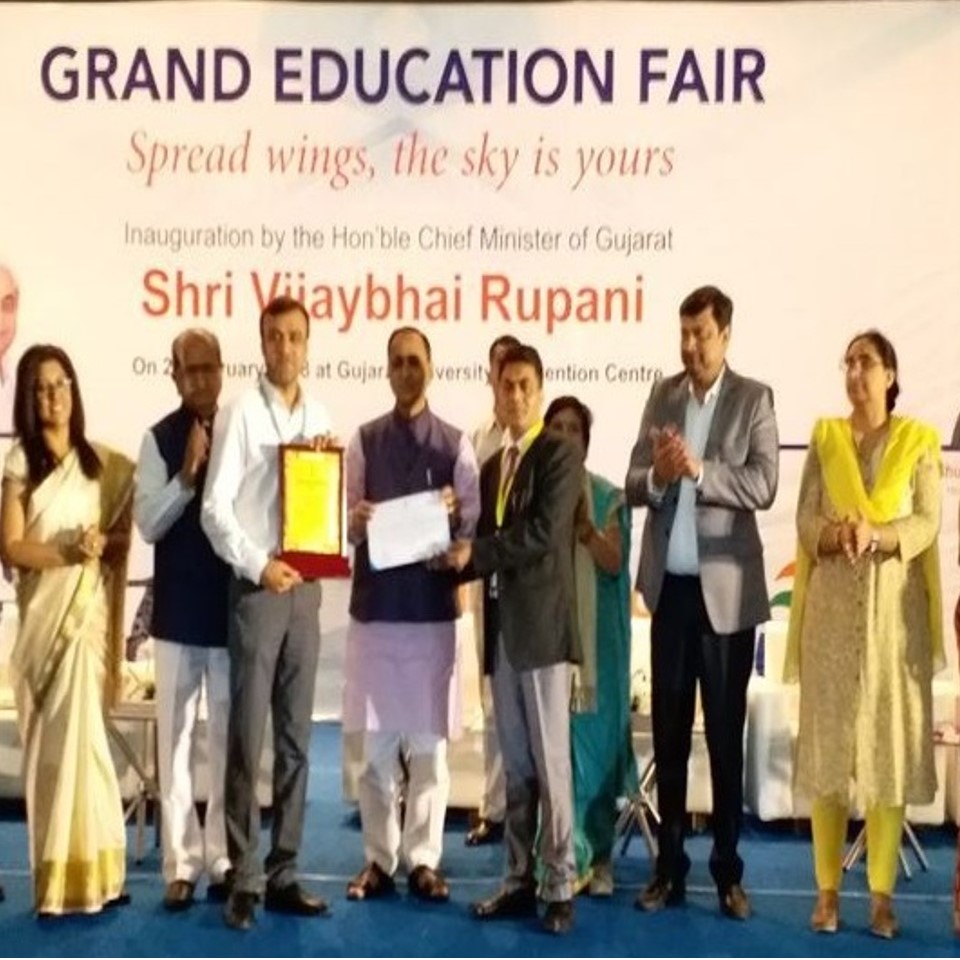 GRAND EDUCATION FAIR
Spread wings, the sky is yours
Inauguration by the Hon'ble Chief Minister of Gujarat
Shri Vijaybhai Rupani
On at